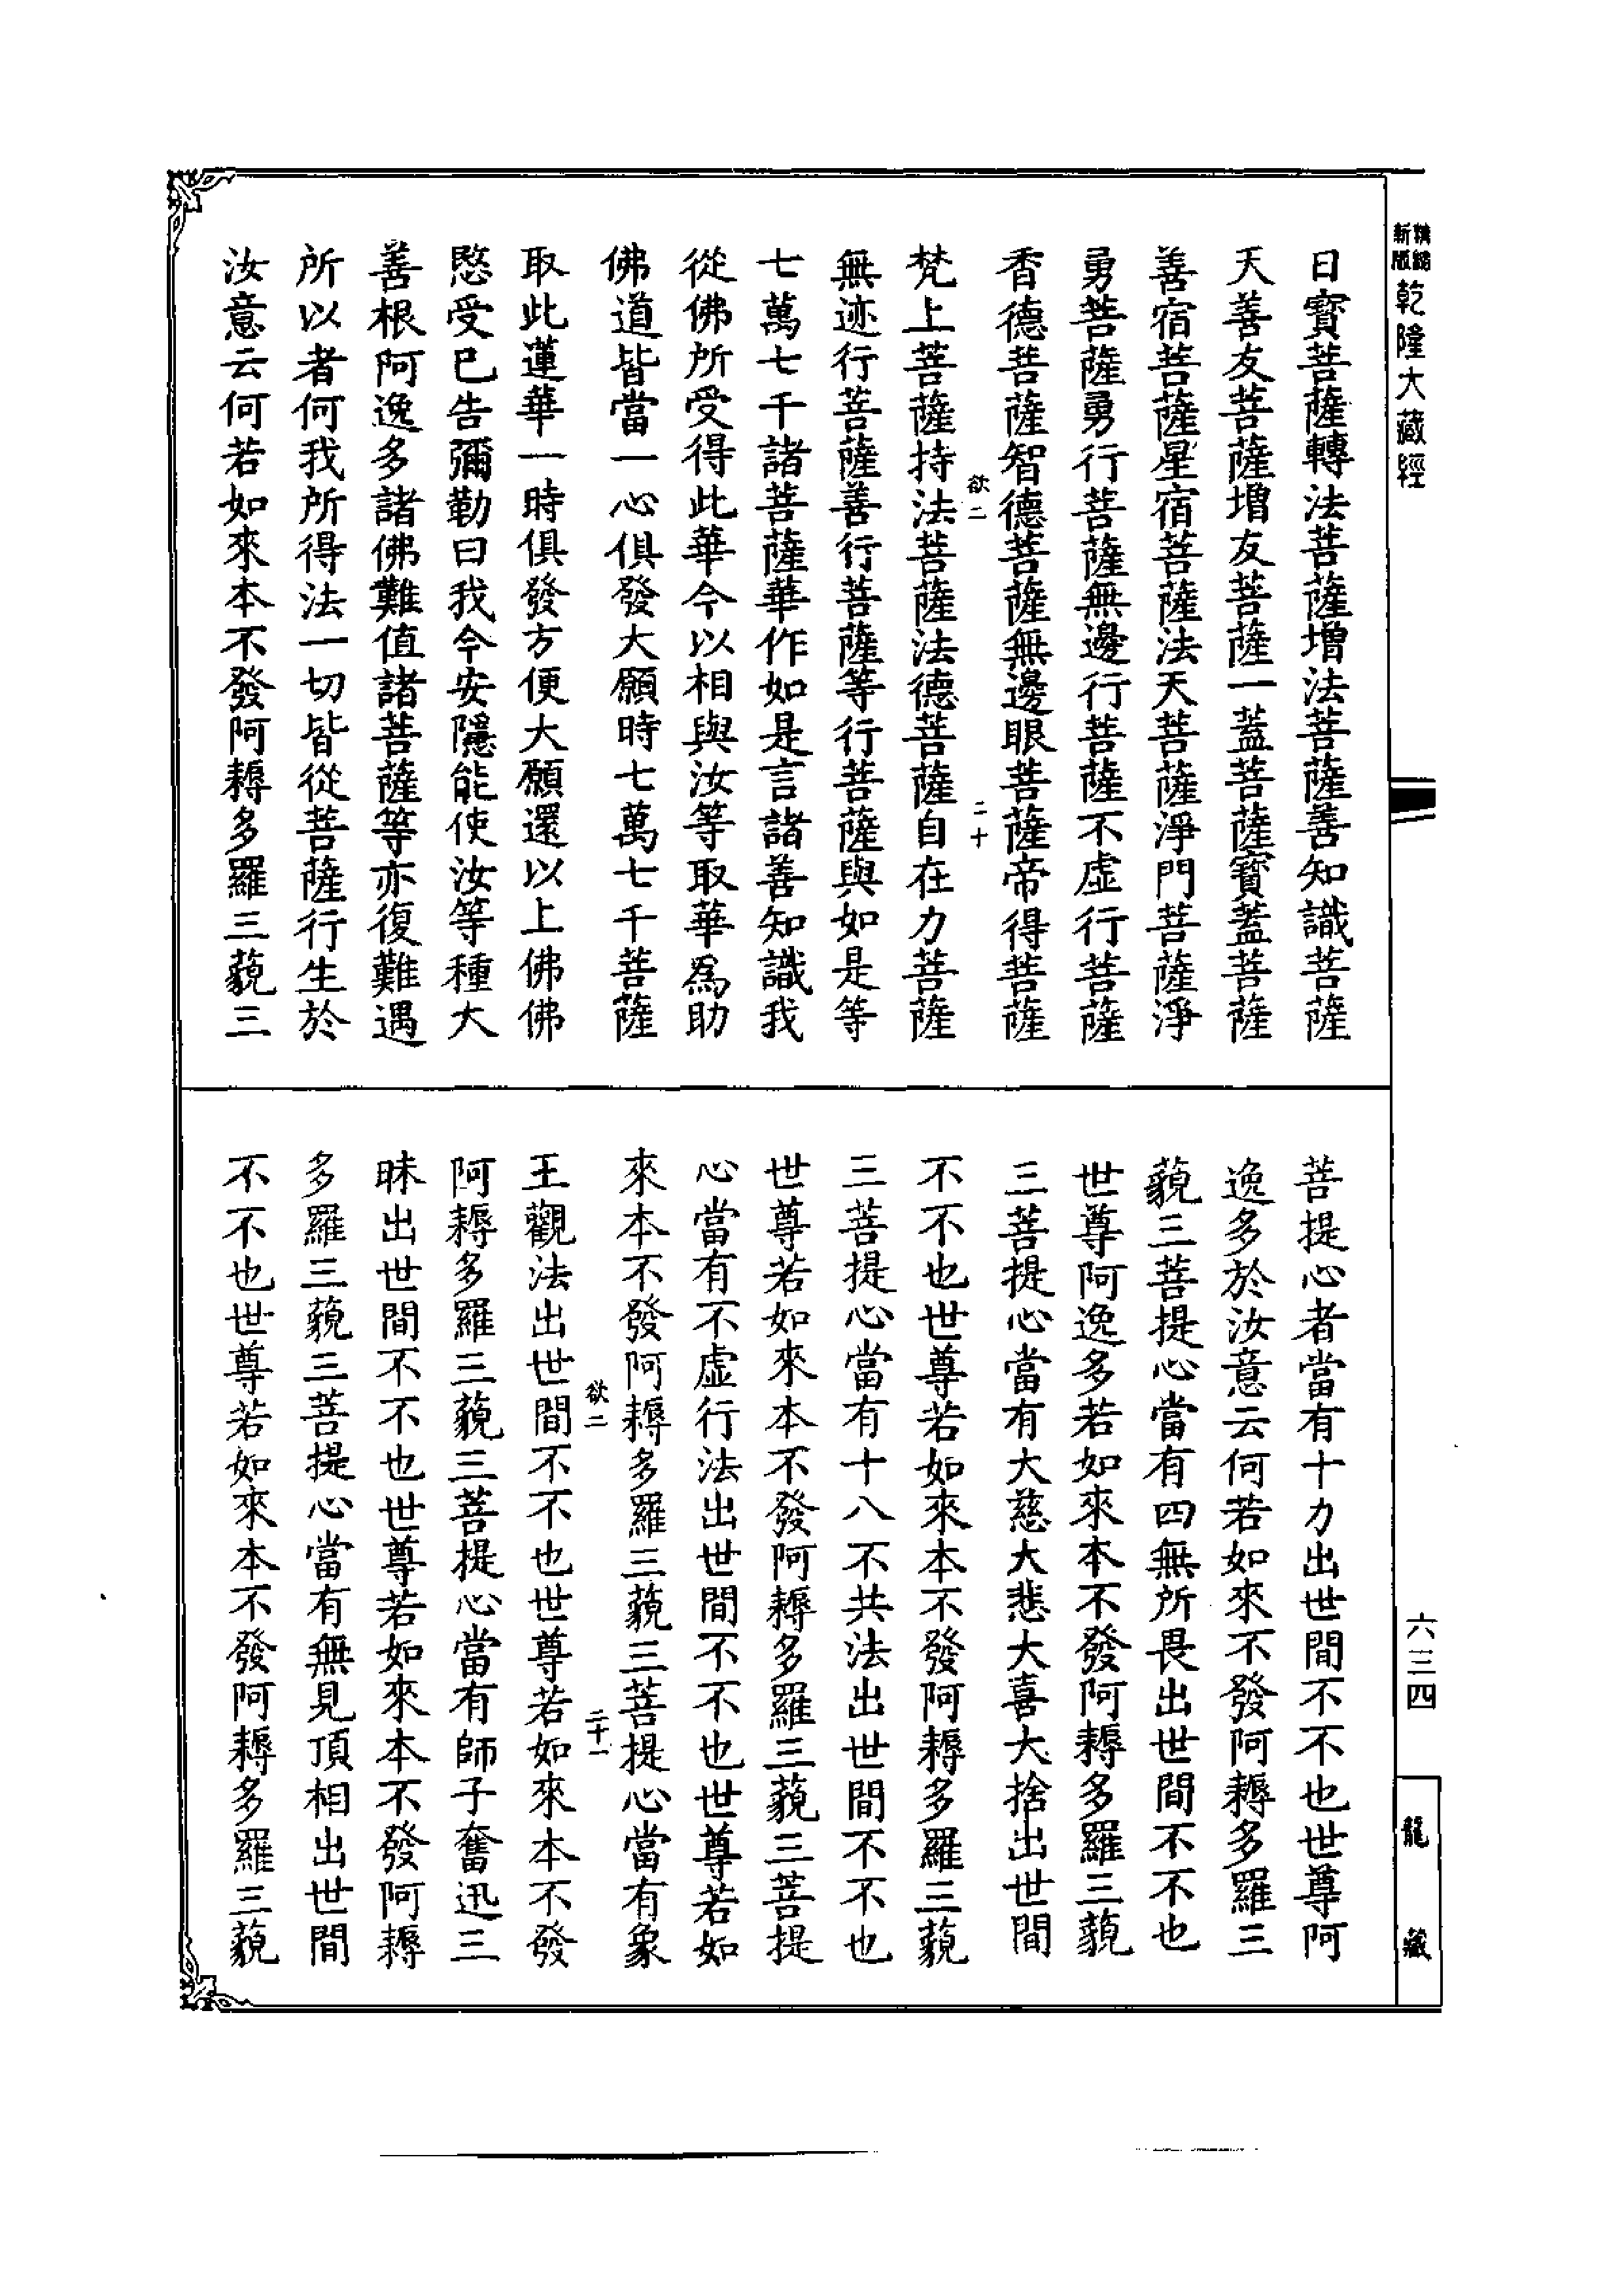 精縮新版乾隆大藏經
日寶菩薩轉法菩薩增法菩薩善知識菩薩
天善友菩薩增友菩薩一蓋菩薩寶蓋菩薩
善宿菩薩星宿菩薩法天菩薩淨門菩薩淨
勇菩薩勇行菩薩無邊行菩薩不虛行菩薩
香德菩薩智德菩薩無邊眼菩薩帝得菩薩
欲二 二十
梵上菩薩持法菩薩法德菩薩自在力菩薩
無迹行菩薩善行菩薩等行菩薩與如是等
七萬七千諸菩薩華作如是言諸善知識我
從佛所受得此華今以相與汝等取華為助
佛道皆當一心俱發大願時七萬七千菩薩
取此蓮華一時俱發方便大願還以上佛佛
愍受已告彌勒曰我今安隱能使汝等種大
善根阿逸多諸佛難值諸菩薩等亦復難遇
所以者何我所得法一切皆從菩薩行生於
汝意云何若如來本不發阿耨多羅三藐三
菩提心者當有十力出世間不不也世尊阿
逸多於汝意云何若如來不發阿耨多羅三
藐三菩提心當有四無所畏出世間不不也
世尊阿逸多若如來本不發阿耨多羅三藐
三菩提心當有大慈大悲大喜大捨出世間
不不也世尊若如來本不發阿耨多羅三藐
三菩提心當有十八不共法出世間不不也
世尊若如來本不發阿耨多羅三藐三菩提
心當有不虛行法出世間不不也世尊若如
來本不發阿耨多羅三藐三菩提心當有象
欲二 二十一
王觀法出世間不不也世尊若如來本不發
阿耨多羅三藐三菩提心當有師子奮迅三
昧出世間不不也世尊若如來本不發阿耨
多羅三藐三菩提心當有無見頂相出世間
不不也世尊若如來本不發阿耨多羅三藐
六三四
龍藏